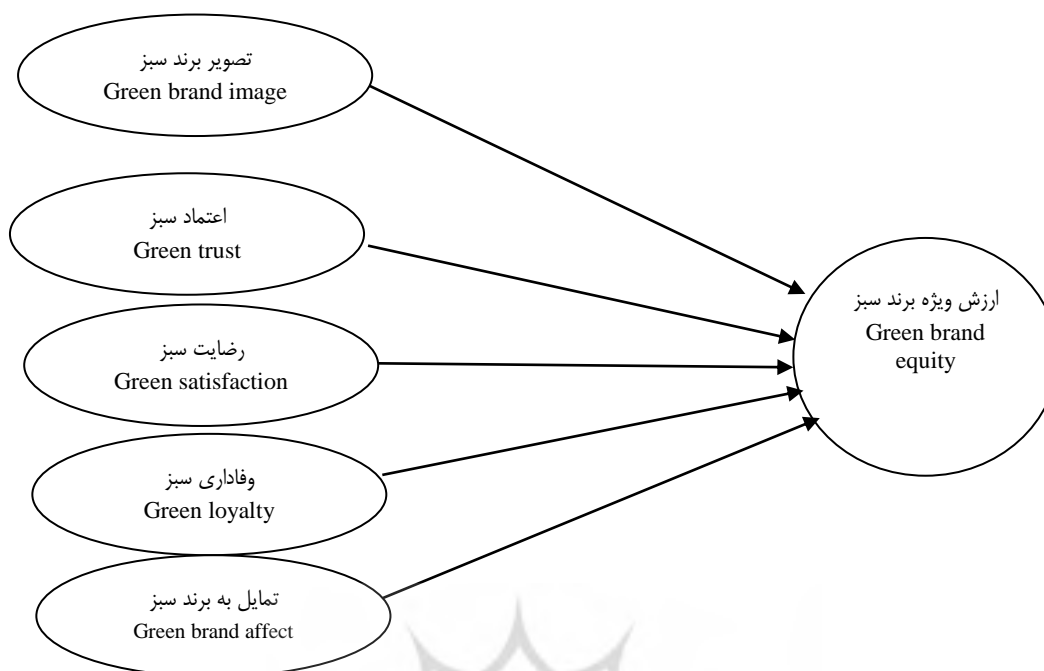 تصویر برند سبز
Green brand image
اعتماد سبز
Green trust
رضایت سبز
Green satisfaction
وفاداری سبز
Green loyalty
تمایل به برند سبز
Green brand affect
ارزش ویژه برند سبز
Green brand
equity